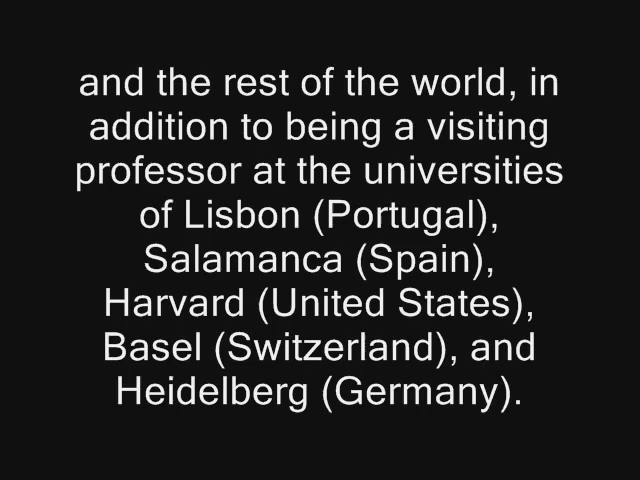 and the rest of the world, in
addition to being a visiting
professor at the universities
of Lisbon (Portugal),
Salamanca (Spain),
Harvard (United States),
Basel (Switzerland), and
Heidelberg (Germany).